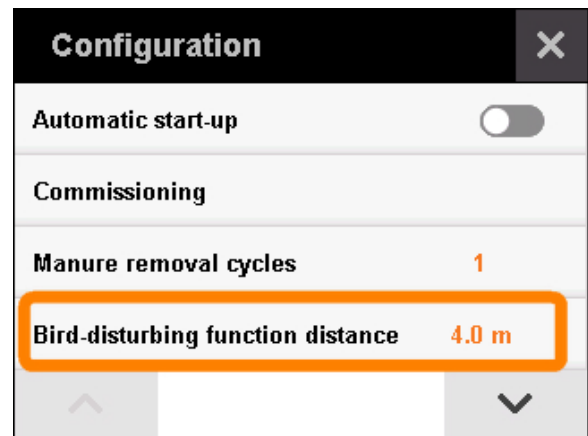 Configuration
Automatic start-up
Commissioning
Manure removal cycles 1
Bird-disturbing function distance 4.0 m